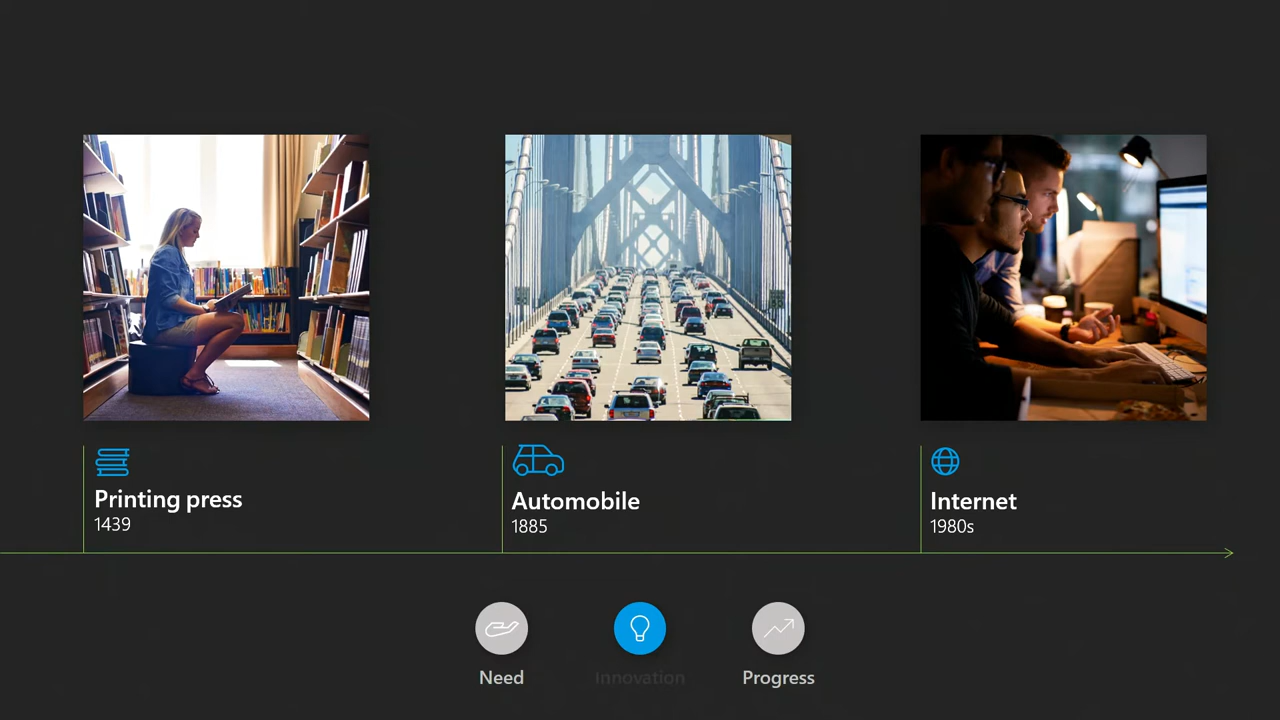 Printing press
1439
Automobile
1885
Internet
1980s
Need
Innovation
Progress